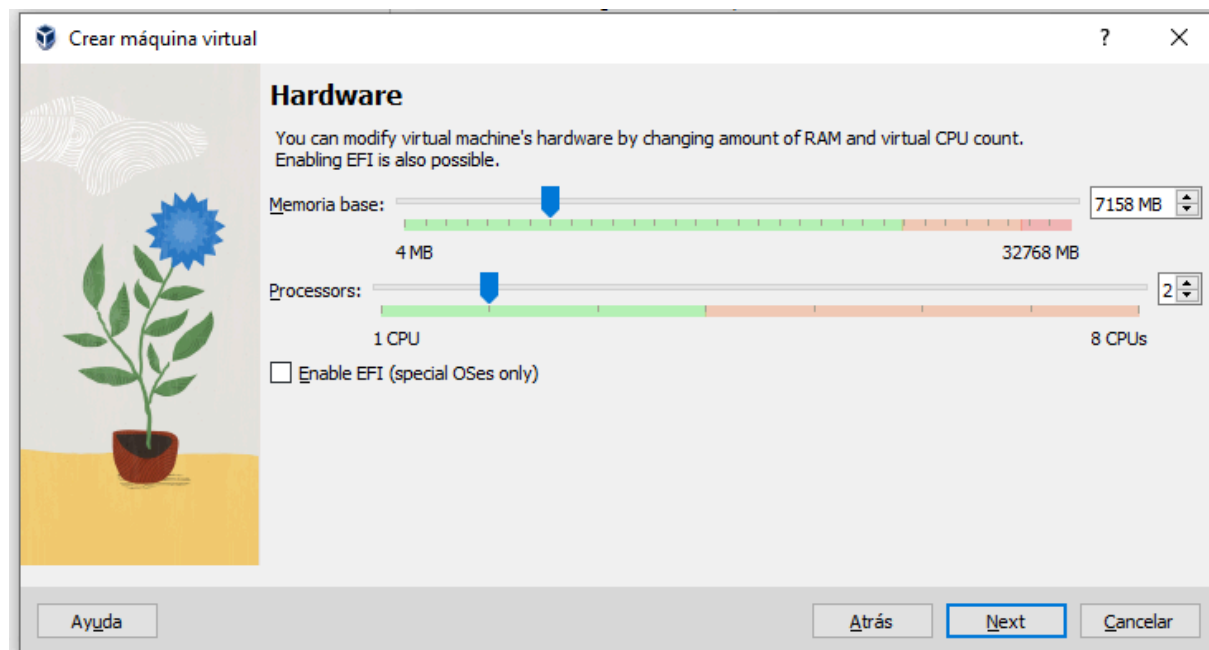 Crear máquina virtual
?
Hardware
You can modify virtual machine's hardware by changing amount of RAM and virtual CPU count.
Enabling EFI is also possible.
Memoria base:
7158 MB
4 MB
32768 MB
Processors:
2
1 CPU
8 CPUs
Enable EFI (special OSes only)
Ayuda
Atrás
Next
Cancelar